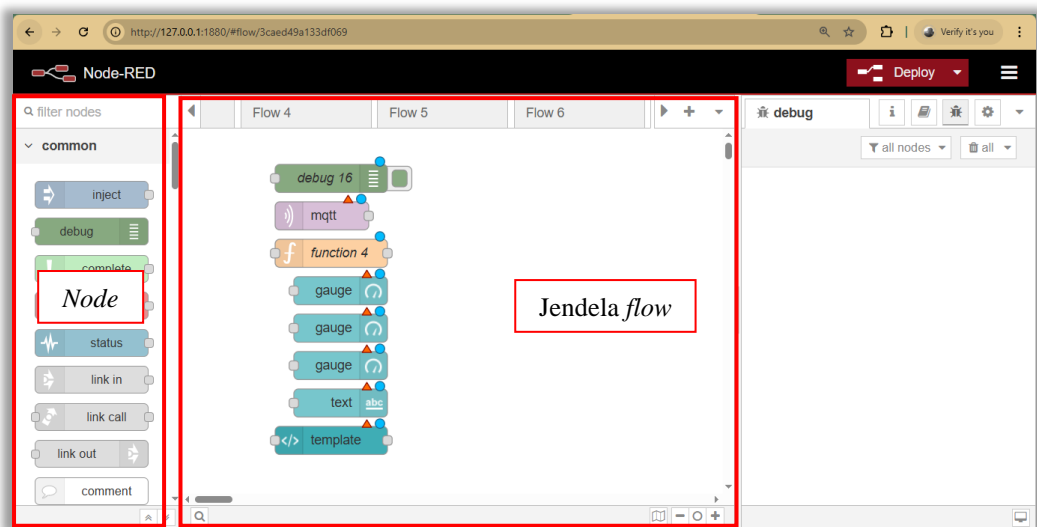 http://127.0.0.1:1880/#flow/3caed49a133df069
Verify it's you
Node-RED
Deploy
filter nodes
common
inject
debug
complete
Node
status
link in
link call
link out
comment
Flow 4
Flow 5
Flow 6
debug 16
mqtt
function 4
gauge
gauge
gauge
text
abc
template
Jendela flow
debug
i
all nodes
all